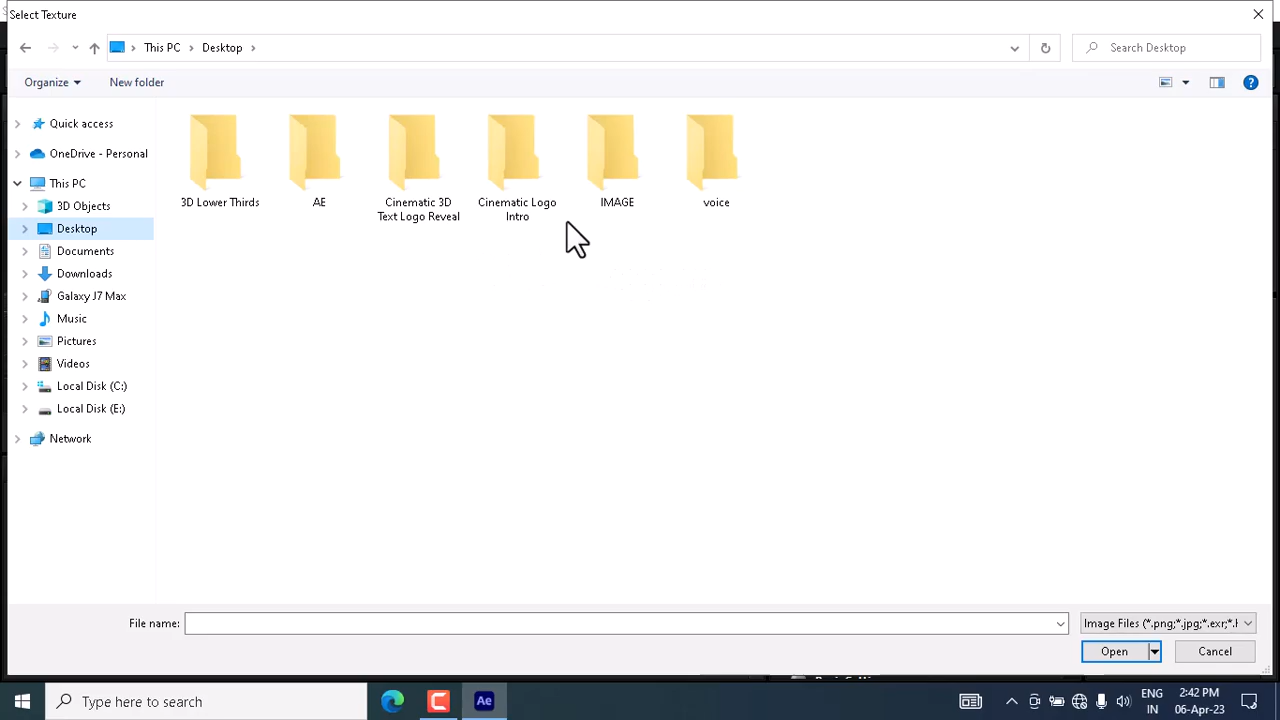 Select Texture
This PC
Desktop
Search Desktop
Organize
New folder
Quick access
OneDrive - Personal
This PC
3D Objects
Desktop
Documents
Downloads
Galaxy J7 Max
Music
Pictures
Videos
Local Disk (C:)
Local Disk (E:)
Network
3D Lower Thirds
AE
Cinematic 3D
Text Logo Reveal
Cinematic Logo
Intro
IMAGE
voice
File name:
Image Files (*.png;*.jpg;*.exr;*.
Open
Cancel
Type here to search
Ae
ENG
IN
2:42 PM
06-Apr-23